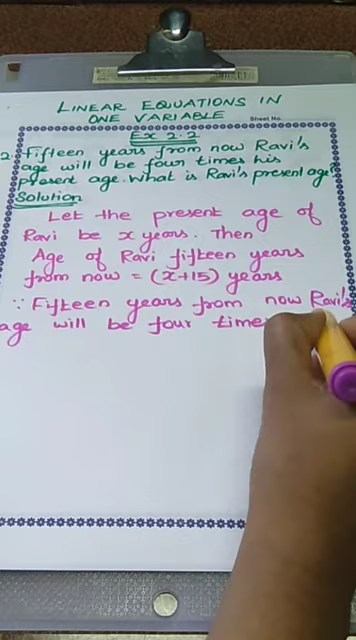 LINEAR EQUATIONS IN
ONE VARIABLE
Sheet No.
Ex 2.2
2. Fifteen years from now Ravi's
age will be four times his
present age. What is Ravi's present age?
Solution
Let the present age of
Ravi be x years. Then
Age of Ravi fifteen years
from now = (x+15) years
∵ Fifteen years from now Ravi's
age will be four time